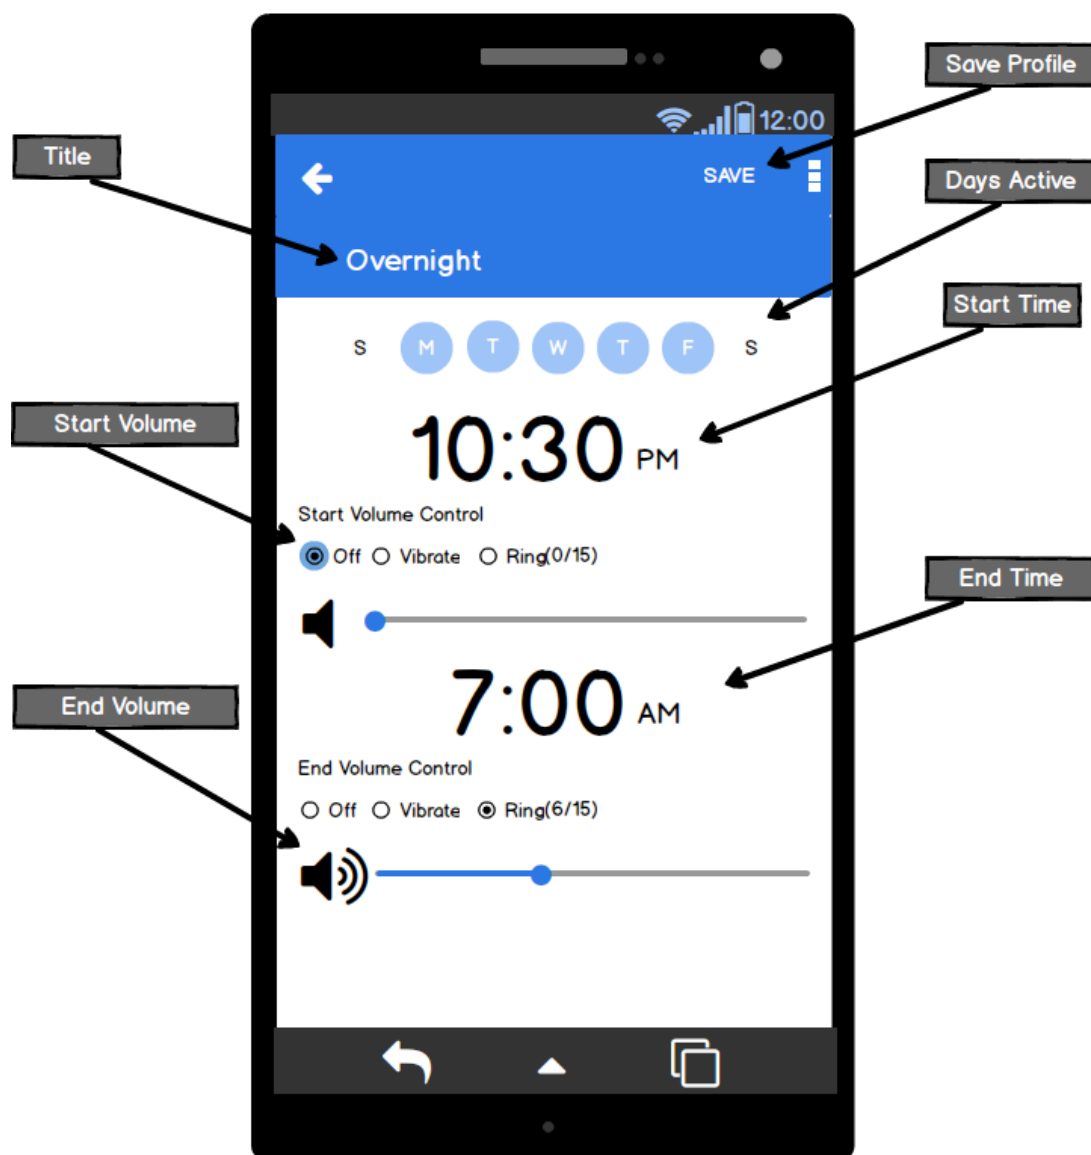 Save Profile
12:00
Title
SAVE
Days Active
Overnight
Start Time
S M T W T F S
Start Volume
10:30 PM
Start Volume Control
Off Vibrate Ring(0/15)
End Time
7:00 AM
End Volume
End Volume Control
Off Vibrate Ring(6/15)